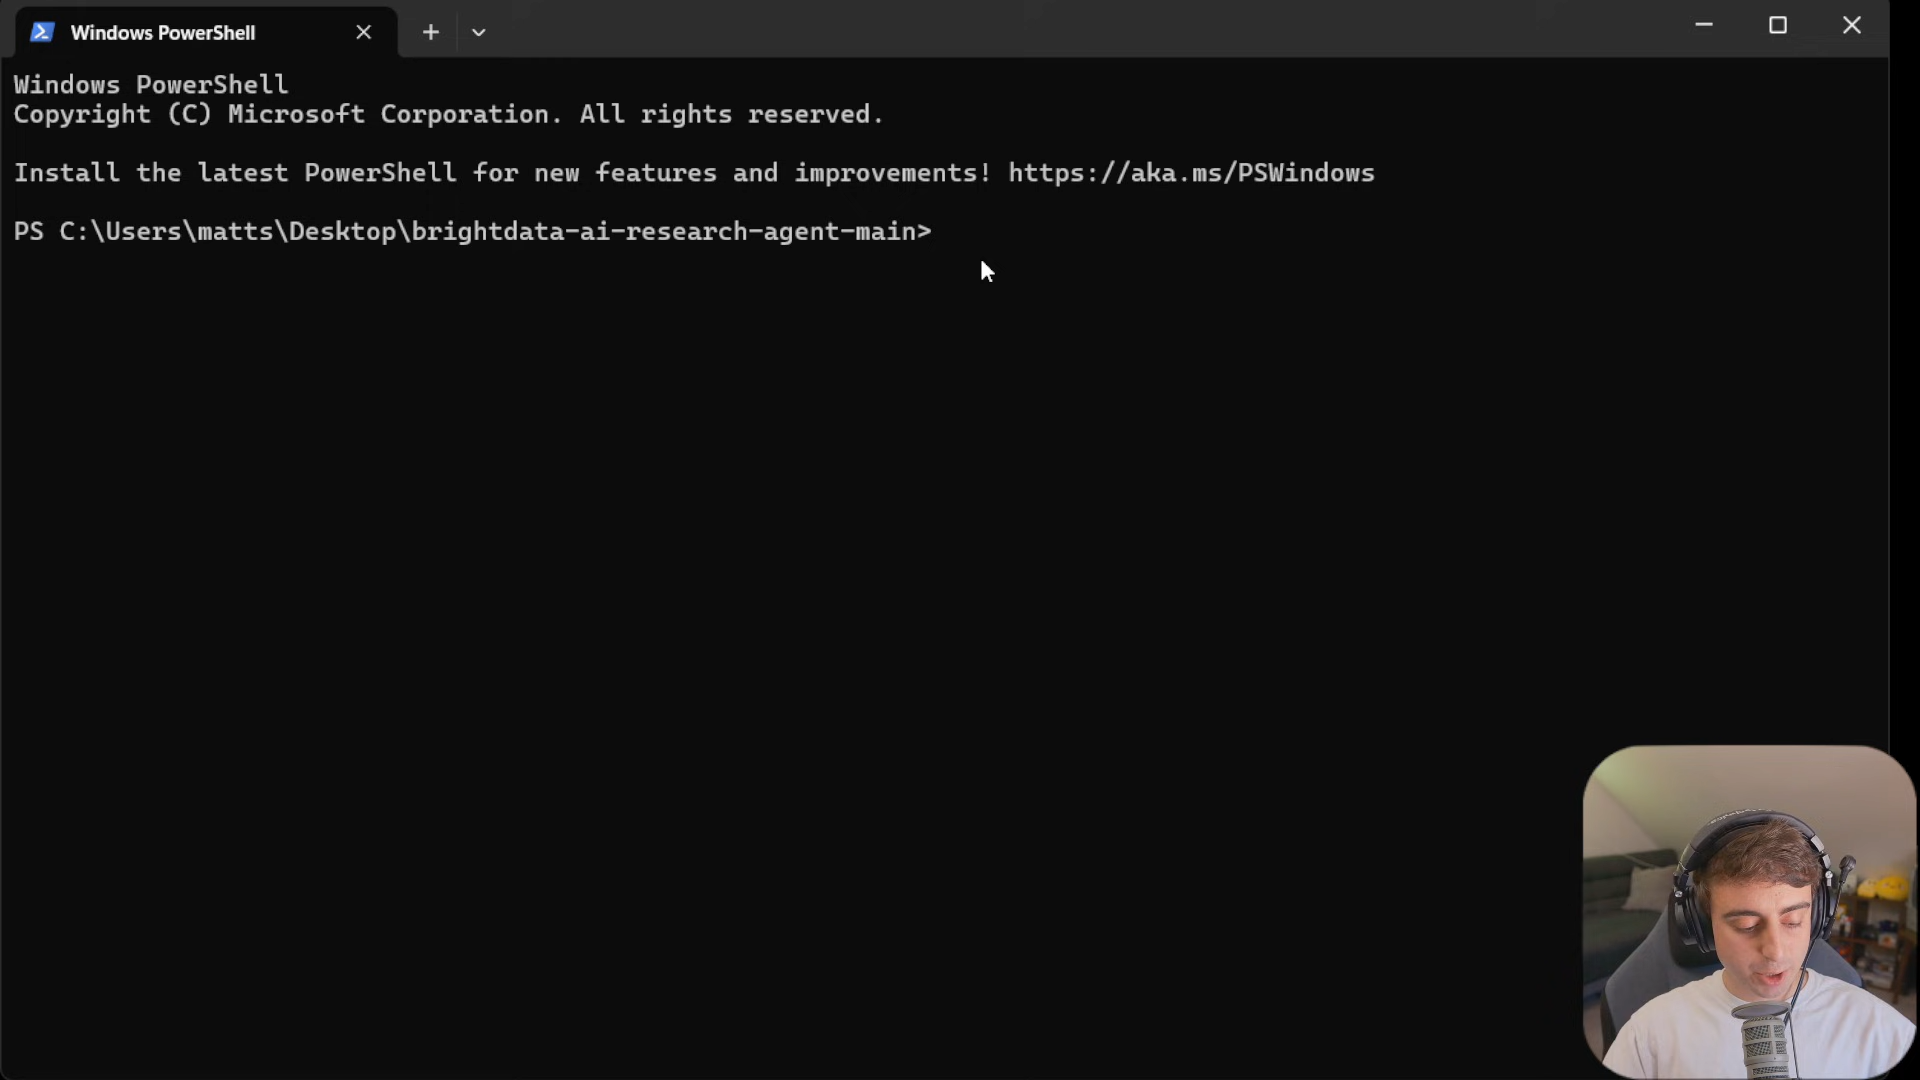 Windows PowerShell
Windows PowerShell
Copyright (C) Microsoft Corporation. All rights reserved.
Install the latest PowerShell for new features and improvements! https://aka.ms/PSWindows
PS C:\Users\matts\Desktop\brightdata-ai-research-agent-main>